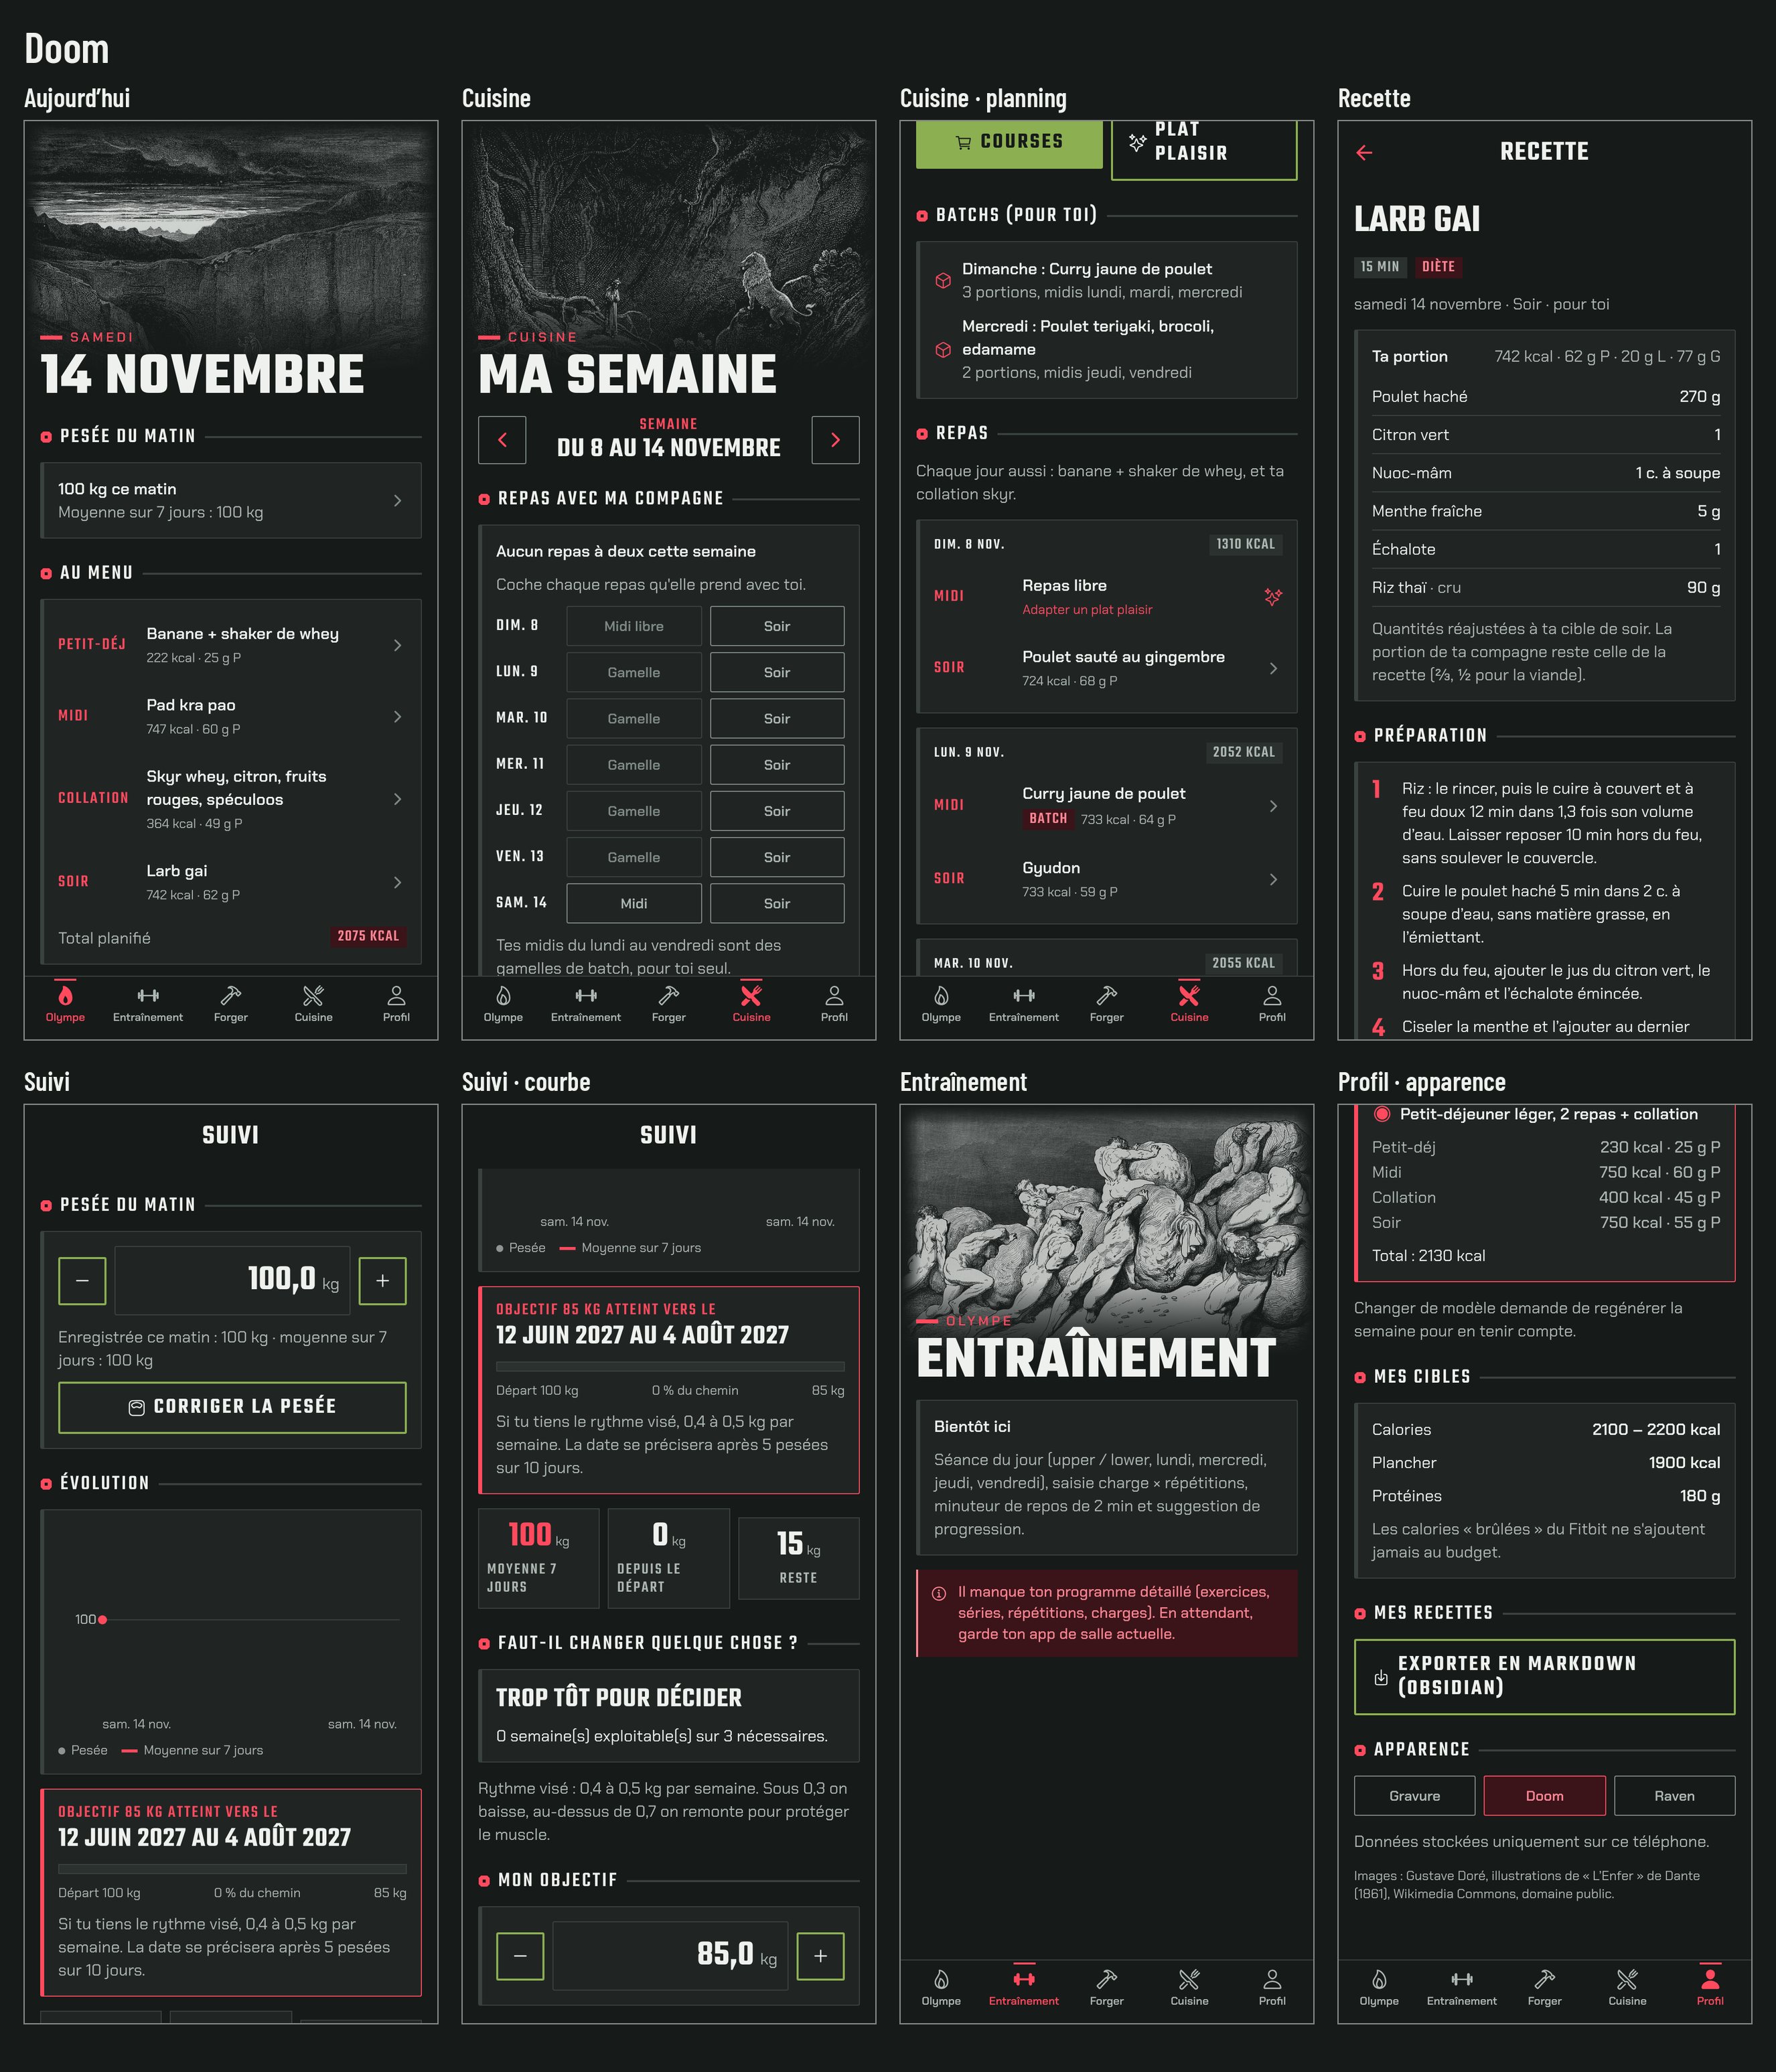 Doom
Aujourd'hui
SAMEDI
14 NOVEMBRE
PESÉE DU MATIN
100 kg ce matin
Moyenne sur 7 jours : 100 kg
AU MENU
PETIT-DÉJ
Banane + shaker de whey
222 kcal · 25 g P
MIDI
Pad kra pao
747 kcal · 60 g P
COLLATION
Skyr whey, citron, fruits
rouges, spéculoos
364 kcal · 49 g P
SOIR
Larb gai
742 kcal · 62 g P
Total planifié
2075 KCAL
Olympe
Entraînement
Forger
Cuisine
Profil
Cuisine
CUISINE
MA SEMAINE
SEMAINE
DU 8 AU 14 NOVEMBRE
REPAS AVEC MA COMPAGNE
Aucun repas à deux cette semaine
Coche chaque repas qu'elle prend avec toi.
DIM. 8 Midi libre Soir
LUN. 9 Gamelle Soir
MAR. 10 Gamelle Soir
MER. 11 Gamelle Soir
JEU. 12 Gamelle Soir
VEN. 13 Gamelle Soir
SAM. 14 Midi Soir
Tes midis du lundi au vendredi sont des
gamelles de batch, pour toi seul.
Olympe
Entraînement
Forger
Cuisine
Profil
Cuisine · planning
COURSES
PLAT
PLAISIR
BATCHS (POUR TOI)
Dimanche : Curry jaune de poulet
3 portions, midis lundi, mardi, mercredi
Mercredi : Poulet teriyaki, brocoli,
edamame
2 portions, midis jeudi, vendredi
REPAS
Chaque jour aussi : banane + shaker de whey, et ta
collation skyr.
DIM. 8 NOV.
1310 KCAL
MIDI
Repas libre
Adapter un plat plaisir
SOIR
Poulet sauté au gingembre
724 kcal · 68 g P
LUN. 9 NOV.
2052 KCAL
MIDI
Curry jaune de poulet
BATCH 733 kcal · 64 g P
SOIR
Gyudon
733 kcal · 59 g P
MAR. 10 NOV.
2055 KCAL
Olympe
Entraînement
Forger
Cuisine
Profil
Recette
RECETTE
LARB GAI
15 MIN DIÈTE
samedi 14 novembre · Soir · pour toi
Ta portion 742 kcal · 62 g P · 20 g L · 77 g G
Poulet haché 270 g
Citron vert 1
Nuoc-mâm 1 c. à soupe
Menthe fraîche 5 g
Échalote 1
Riz thaï · cru 90 g
Quantités réajustées à ta cible de soir. La
portion de ta compagne reste celle de la
recette (⅔, ½ pour la viande).
PRÉPARATION
1 Riz : le rincer, puis le cuire à couvert et à
feu doux 12 min dans 1,3 fois son volume
d'eau. Laisser reposer 10 min hors du feu,
sans soulever le couvercle.
2 Cuire le poulet haché 5 min dans 2 c. à
soupe d'eau, sans matière grasse, en
l'émiettant.
3 Hors du feu, ajouter le jus du citron vert, le
nuoc-mâm et l'échalote émincée.
4 Ciseler la menthe et l'ajouter au dernier
Suivi
SUIVI
PESÉE DU MATIN
− 100,0 kg +
Enregistrée ce matin : 100 kg · moyenne sur 7
jours : 100 kg
CORRIGER LA PESÉE
ÉVOLUTION
100
sam. 14 nov. sam. 14 nov.
Pesée Moyenne sur 7 jours
OBJECTIF 85 KG ATTEINT VERS LE
12 JUIN 2027 AU 4 AOÛT 2027
Départ 100 kg 0 % du chemin 85 kg
Si tu tiens le rythme visé, 0,4 à 0,5 kg par
semaine. La date se précisera après 5 pesées
sur 10 jours.
Suivi · courbe
SUIVI
sam. 14 nov. sam. 14 nov.
Pesée Moyenne sur 7 jours
OBJECTIF 85 KG ATTEINT VERS LE
12 JUIN 2027 AU 4 AOÛT 2027
Départ 100 kg 0 % du chemin 85 kg
Si tu tiens le rythme visé, 0,4 à 0,5 kg par
semaine. La date se précisera après 5 pesées
sur 10 jours.
100 kg
MOYENNE 7
JOURS
0 kg
DEPUIS LE
DÉPART
15 kg
RESTE
FAUT-IL CHANGER QUELQUE CHOSE ?
TROP TÔT POUR DÉCIDER
0 semaine(s) exploitable(s) sur 3 nécessaires.
Rythme visé : 0,4 à 0,5 kg par semaine. Sous 0,3 on
baisse, au-dessus de 0,7 on remonte pour protéger
le muscle.
MON OBJECTIF
− 85,0 kg +
Entraînement
OLYMPE
ENTRAÎNEMENT
Bientôt ici
Séance du jour (upper / lower, lundi, mercredi,
jeudi, vendredi), saisie charge × répétitions,
minuteur de repos de 2 min et suggestion de
progression.
Il manque ton programme détaillé (exercices,
séries, répétitions, charges). En attendant,
garde ton app de salle actuelle.
Olympe
Entraînement
Forger
Cuisine
Profil
Profil · apparence
Petit-déjeuner léger, 2 repas + collation
Petit-déj 230 kcal · 25 g P
Midi 750 kcal · 60 g P
Collation 400 kcal · 45 g P
Soir 750 kcal · 55 g P
Total : 2130 kcal
Changer de modèle demande de regénérer la
semaine pour en tenir compte.
MES CIBLES
Calories 2100 – 2200 kcal
Plancher 1900 kcal
Protéines 180 g
Les calories « brûlées » du Fitbit ne s'ajoutent
jamais au budget.
MES RECETTES
EXPORTER EN MARKDOWN
(OBSIDIAN)
APPARENCE
Gravure Doom Raven
Données stockées uniquement sur ce téléphone.
Images : Gustave Doré, illustrations de « L'Enfer » de Dante
(1861), Wikimedia Commons, domaine public.
Olympe
Entraînement
Forger
Cuisine
Profil